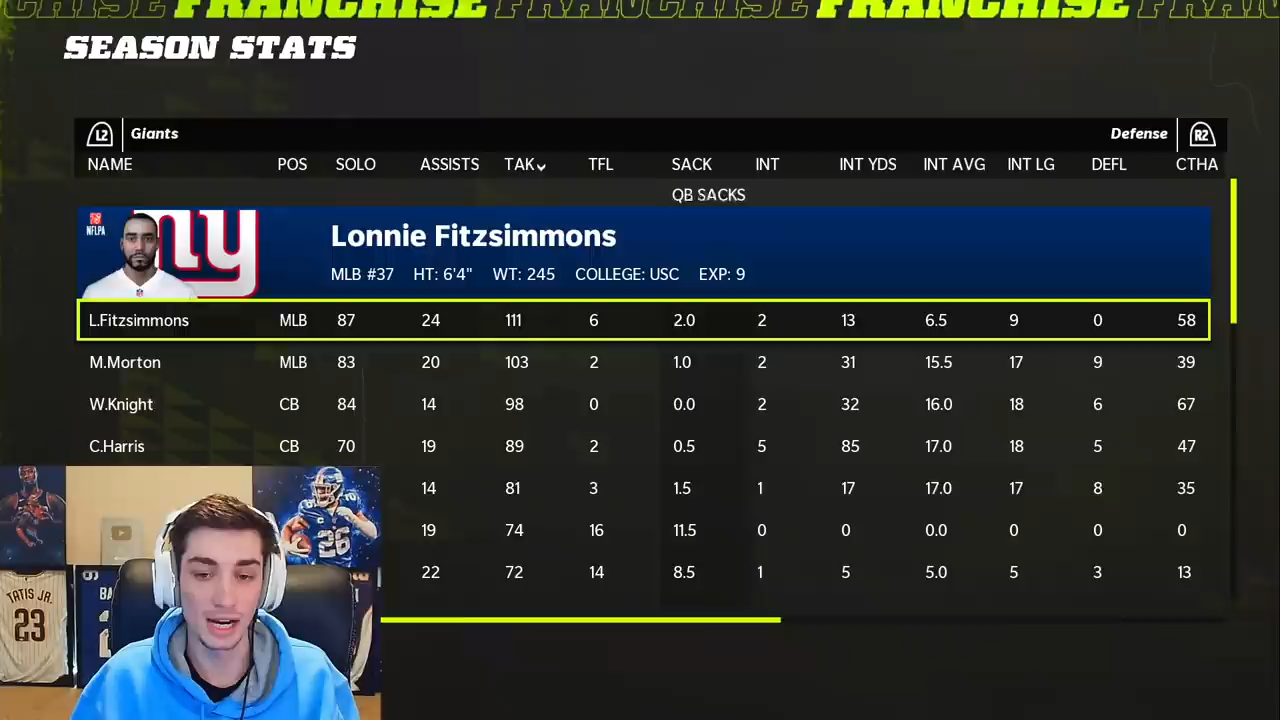 FRANCHISE FRANCHISE FRANCHISE FRANCHISE
SEASON STATS
L2 Giants Defense R2
NAME POS SOLO ASSISTS TAK TFL SACK INT INT YDS INT AVG INT LG DEFL CTHA
QB SACKS
NFLPA
ny
Lonnie Fitzsimmons
MLB #37 HT: 6'4" WT: 245 COLLEGE: USC EXP: 9
L.Fitzsimmons MLB 87 24 111 6 2.0 2 13 6.5 9 0 58
M.Morton MLB 83 20 103 2 1.0 2 31 15.5 17 9 39
W.Knight CB 84 14 98 0 0.0 2 32 16.0 18 6 67
C.Harris CB 70 19 89 2 0.5 5 85 17.0 18 5 47
14 81 3 1.5 1 17 17.0 17 8 35
19 74 16 11.5 0 0 0.0 0 0 0
22 72 14 8.5 1 5 5.0 5 3 13
26
TATIS JR.
23
BA